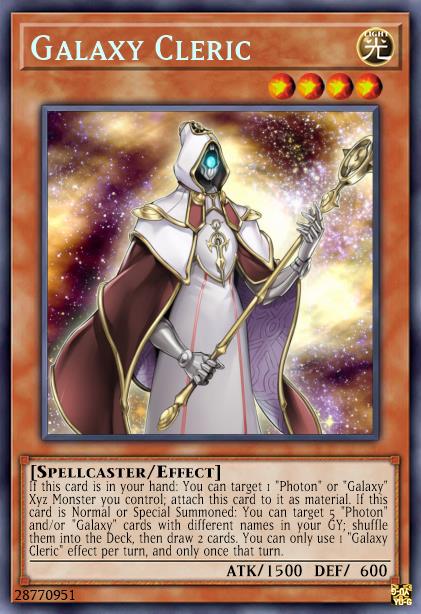 Galaxy Cleric
LIGHT
光
[Spellcaster/Effect]
If this card is in your hand: You can target 1 "Photon" or "Galaxy"
Xyz Monster you control; attach this card to it as material. If this
card is Normal or Special Summoned: You can target 5 "Photon"
and/or "Galaxy" cards with different names in your GY; shuffle
them into the Deck, then draw 2 cards. You can only use 1 "Galaxy
Cleric" effect per turn, and only once that turn.
ATK/1500 DEF/ 600
28770951